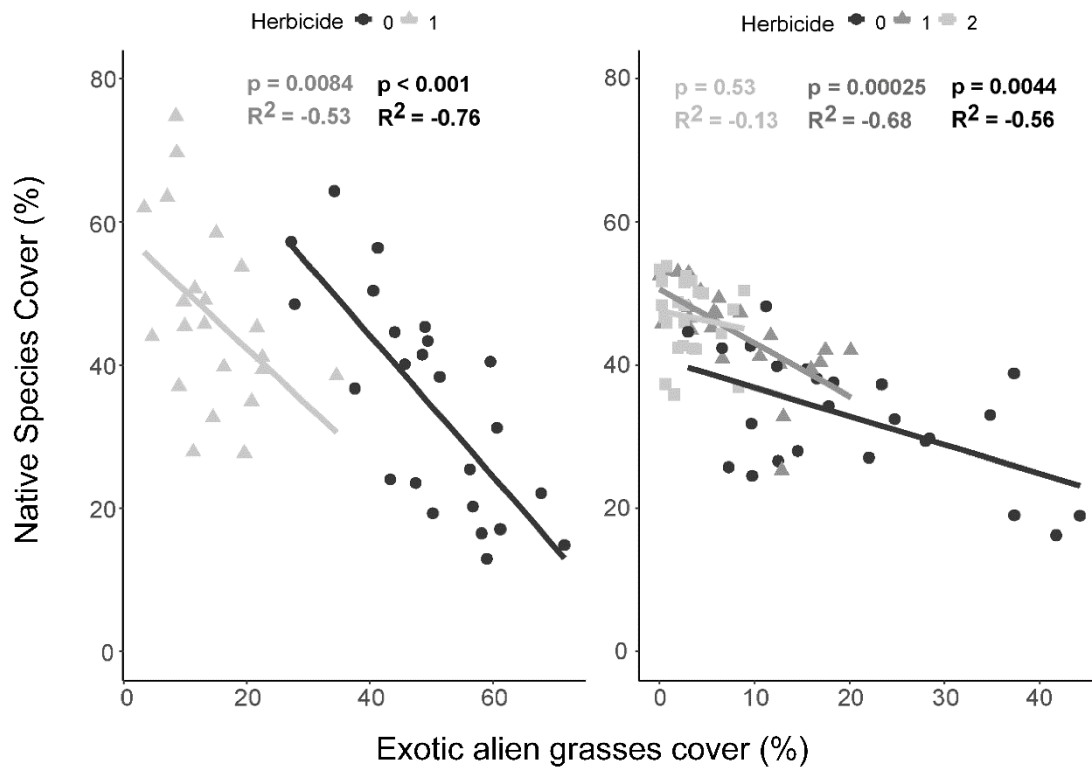 Herbicide 0 1
Herbicide 0 1 2
p = 0.0084 p < 0.001
R2 = -0.53 R2 = -0.76
p = 0.53 p = 0.00025 p = 0.0044
R2 = -0.13 R2 = -0.68 R2 = -0.56
Native Species Cover (%)
80
60
40
20
0
0 20 40 60
80
60
40
20
0
0 10 20 30 40
Exotic alien grasses cover (%)